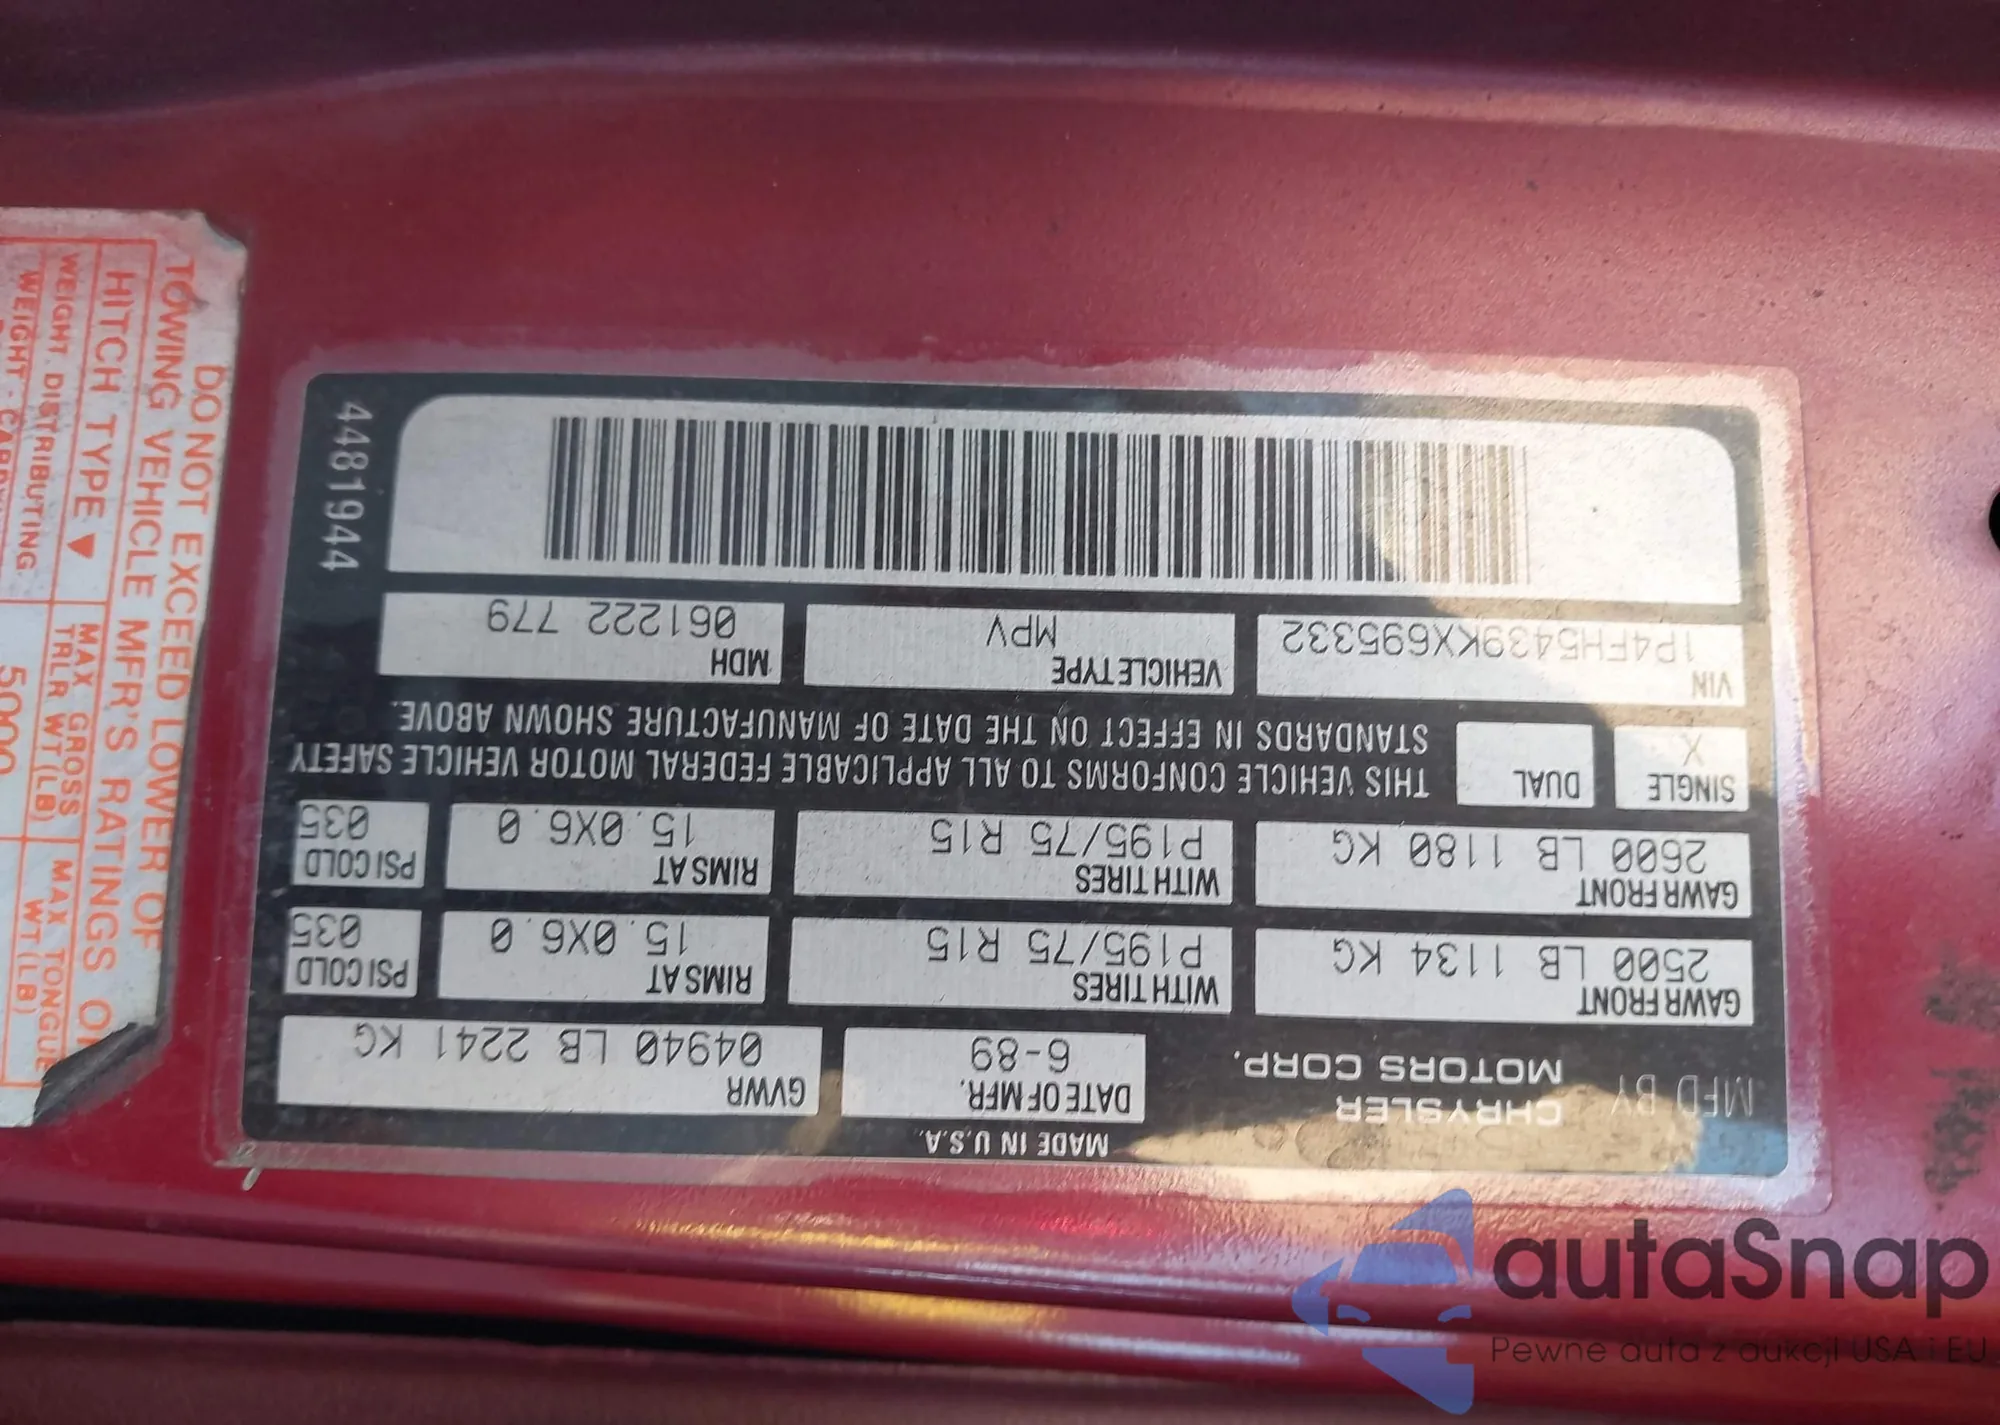 MADE IN U.S.A.
MFD BY CHRYSLER
MOTORS CORP.
DATE OF MFR.
6-89
GVWR
04940 LB 2241 KG
GAWR FRONT
2500 LB 1134 KG
WITH TIRES
P195/75 R15
RIMS AT
15.0X6.0
PSI COLD
035
GAWR FRONT
2600 LB 1180 KG
WITH TIRES
P195/75 R15
RIMS AT
15.0X6.0
PSI COLD
035
SINGLE
X
DUAL
THIS VEHICLE CONFORMS TO ALL APPLICABLE FEDERAL MOTOR VEHICLE SAFETY
STANDARDS IN EFFECT ON THE DATE OF MANUFACTURE SHOWN ABOVE.
VIN
1P4FH5439KX695332
VEHICLE TYPE
MPV
MDH
061222 779
4481944
DO NOT EXCEED LOWER OF
TOWING VEHICLE MFR'S RATINGS
HITCH TYPE ▼
MAX. GROSS
TRLR WT(LB)
MAX TONGUE
WT(LB)
WEIGHT DISTRIBUTING
5000
autaSnap
Pewne auta z aukcji USA i EU